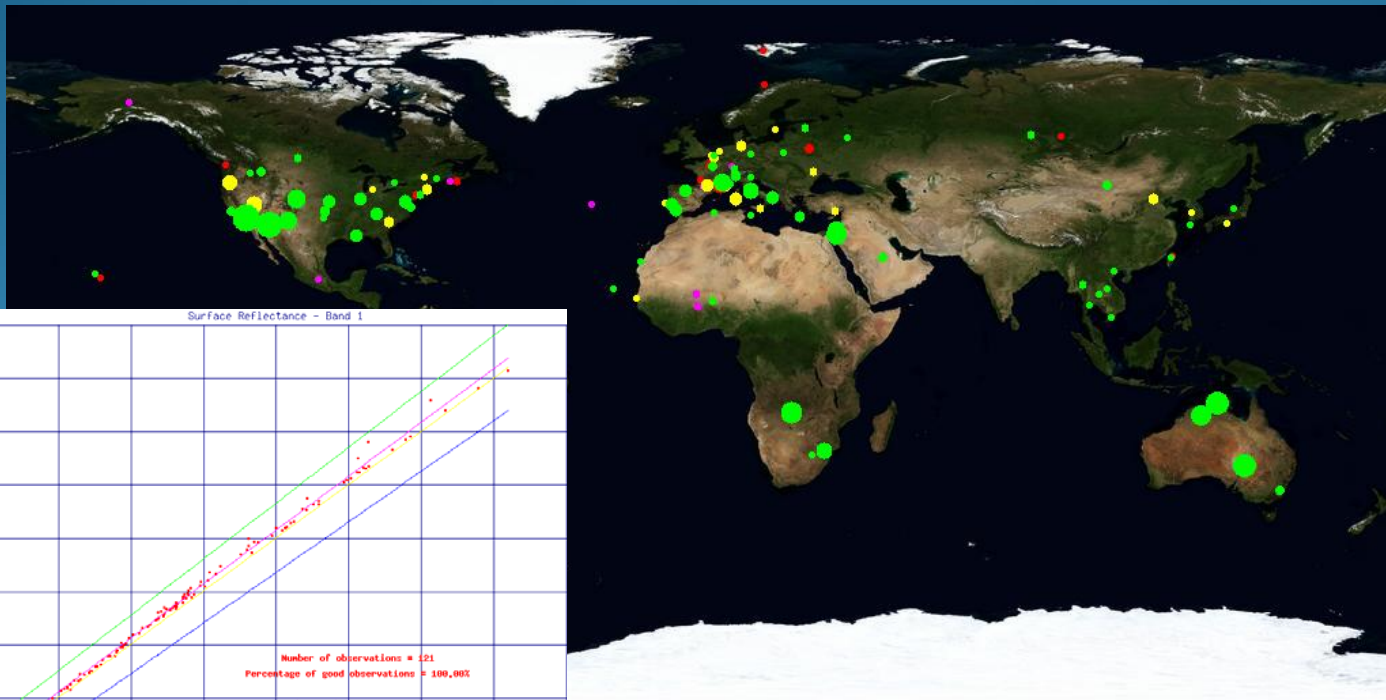 Surface Reflectance - Band 1
Number of observations = 121
Percentage of good observations = 100.00%